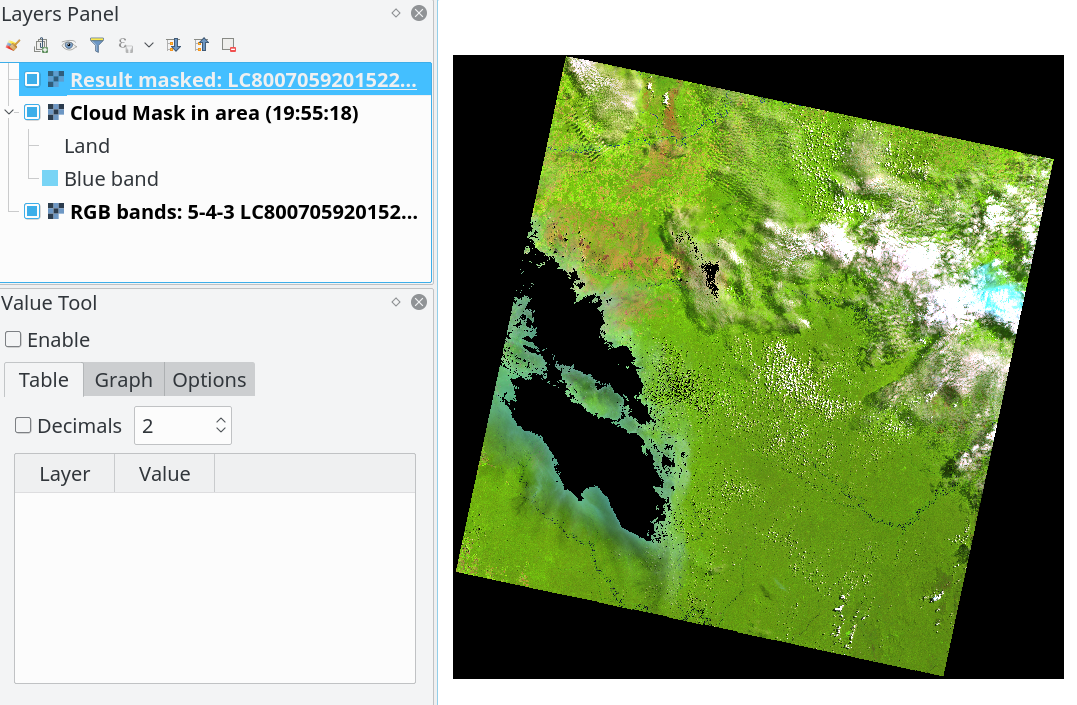 Layers Panel
Result masked: LC8007059201522...
Cloud Mask in area (19:55:18)
Land
Blue band
RGB bands: 5-4-3 LC800705920152...
Value Tool
Enable
Table Graph Options
Decimals 2
Layer Value